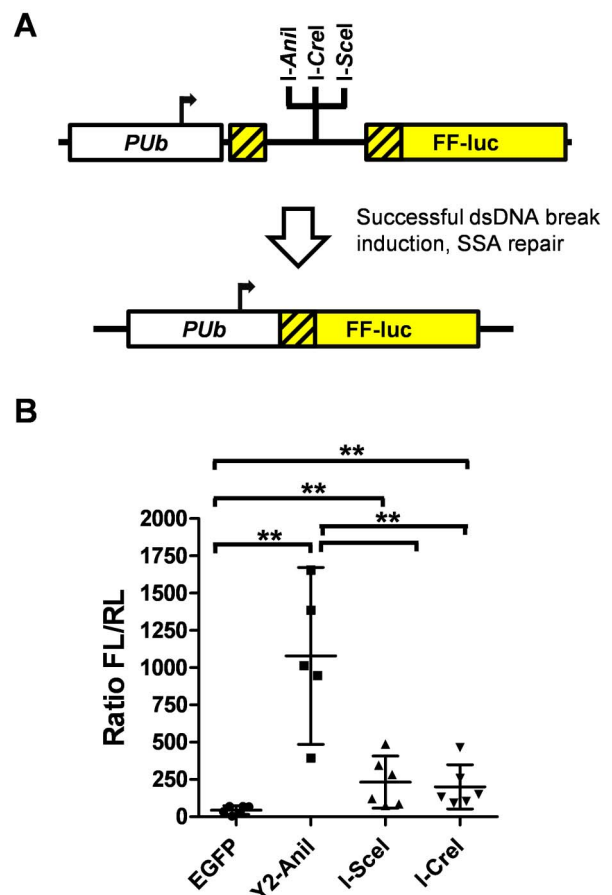 A
I-AniI
I-CreI
I-SceI
PUb
FF-luc
Successful dsDNA break
induction, SSA repair
PUb
FF-luc
B
**
**
**
**
2000
1750
1500
1250
1000
750
500
250
0
Ratio FL/RL
EGFP
Y2-AniI
I-SceI
I-CreI